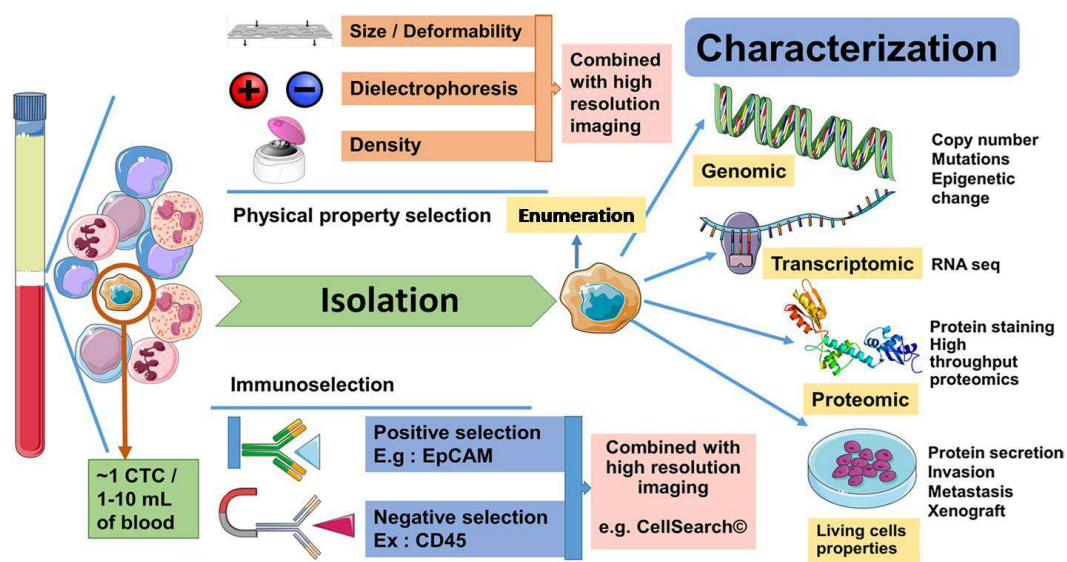 Size / Deformability
Dielectrophoresis
Density
Combined
with high
resolution
imaging
Physical property selection
Enumeration
Isolation
Immunoselection
Positive selection
E.g : EpCAM
Negative selection
Ex : CD45
Combined with
high resolution
imaging
e.g. CellSearch©
~1 CTC /
1-10 mL
of blood
Characterization
Genomic
Copy number
Mutations
Epigenetic
change
Transcriptomic
RNA seq
Proteomic
Protein staining
High
throughput
proteomics
Living cells
properties
Protein secretion
Invasion
Metastasis
Xenograft